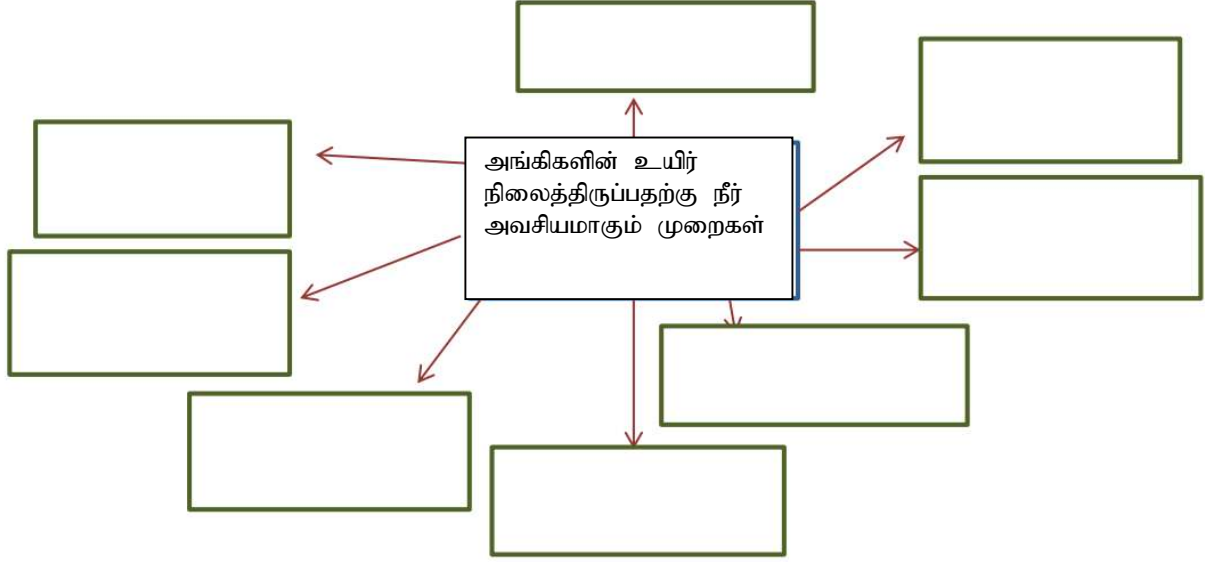 அங்கிகளின் உயிர்
நிலைத்திருப்பதற்கு நீர்
அவசியமாகும் முறைகள்